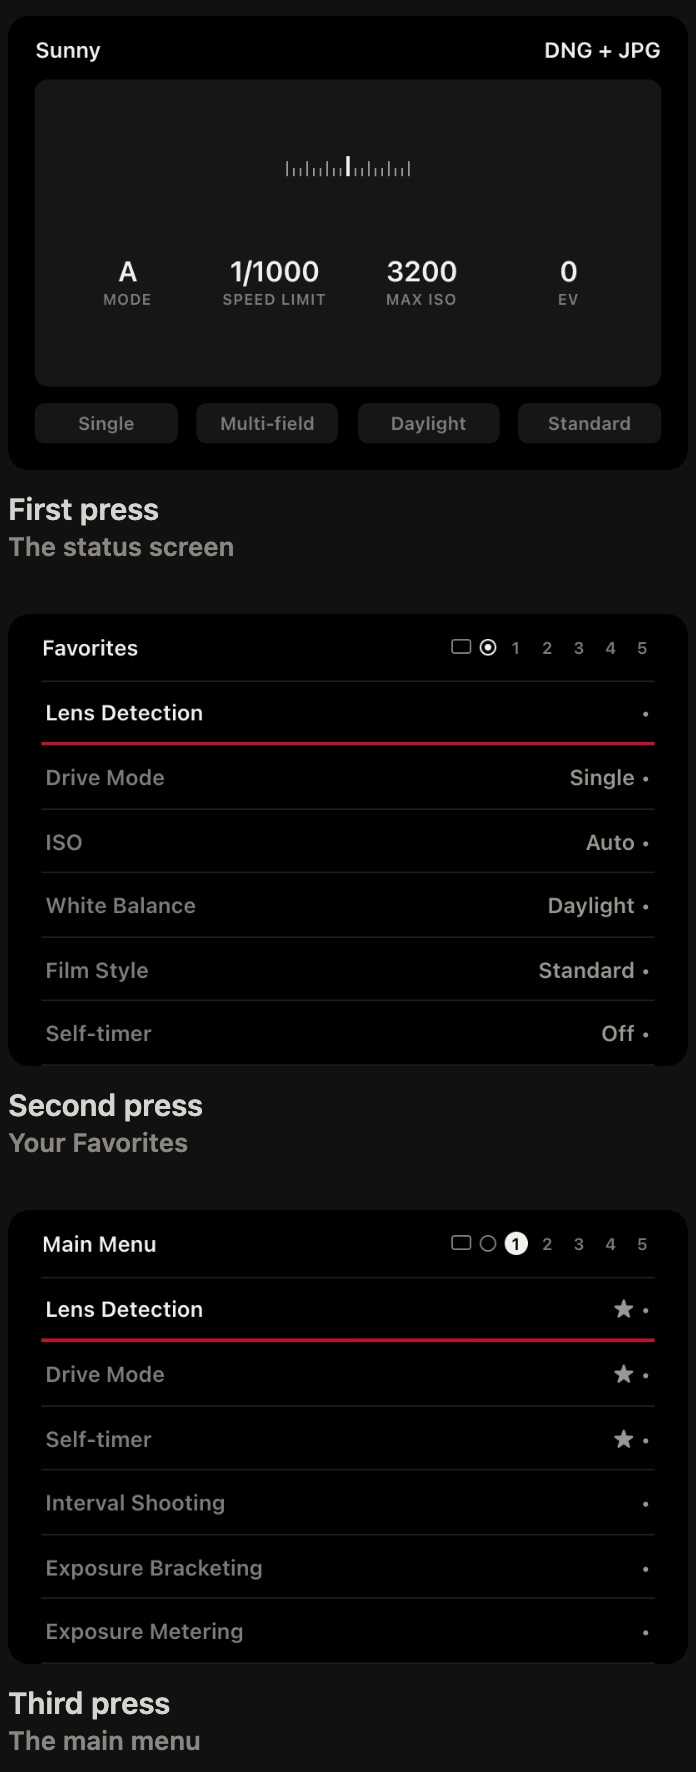 Sunny DNG + JPG
A 1/1000 3200 0
MODE SPEED LIMIT MAX ISO EV
Single Multi-field Daylight Standard
First press
The status screen
Favorites 1 2 3 4 5
Lens Detection
Drive Mode Single
ISO Auto
White Balance Daylight
Film Style Standard
Self-timer Off
Second press
Your Favorites
Main Menu 1 2 3 4 5
Lens Detection
Drive Mode
Self-timer
Interval Shooting
Exposure Bracketing
Exposure Metering
Third press
The main menu